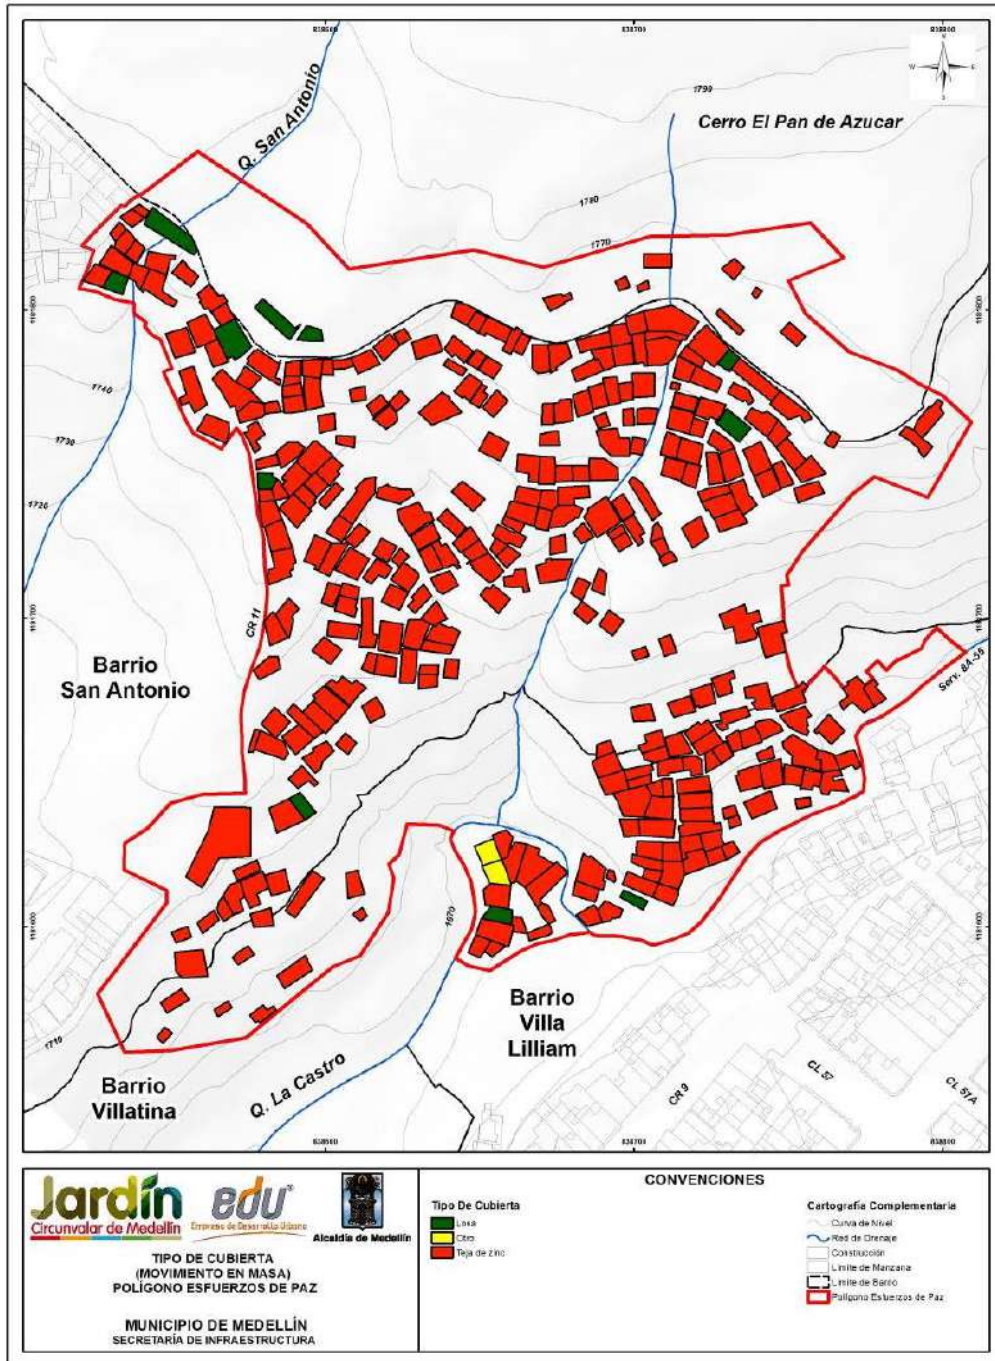 Q. San Antonio
1790
Cerro El Pan de Azucar
1780
1770
1740
1730
1720
CR 11
Barrio
San Antonio
Serv. 8A-56
1670
1710
Barrio
Villa
Lilliam
Barrio
Villatina
Q. La Castro
CR 9
CL 57
CL 57A
Jardín
Circunvalar de Medellín
edu®
Empresa de Desarrollo Urbano
Alcaldía de Medellín
TIPO DE CUBIERTA
(MOVIMIENTO EN MASA)
POLÍGONO ESFUERZOS DE PAZ
MUNICIPIO DE MEDELLÍN
SECRETARÍA DE INFRAESTRUCTURA
CONVENCIONES
Tipo De Cubierta
Losa
Otro
Teja de zinc
Cartografía Complementaria
Curva de Nivel
Red de Drenaje
Construcción
Límite de Manzana
Límite de Barrio
Polígono Esfuerzos de Paz